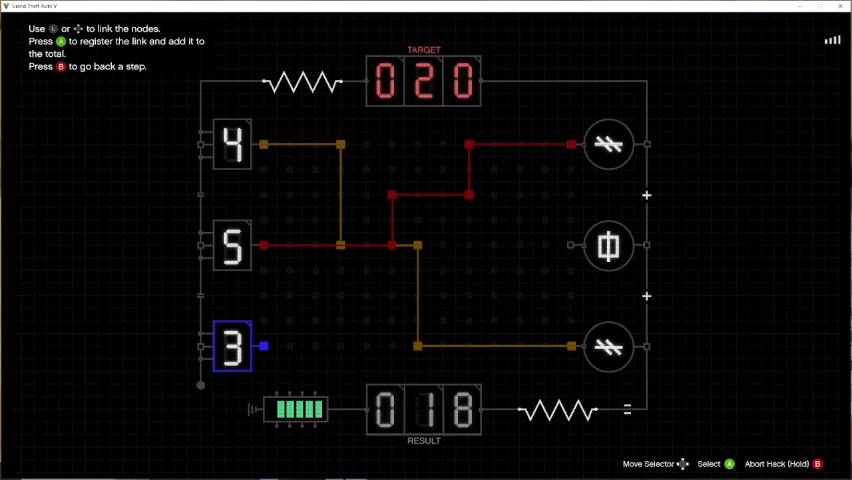 Grand Theft Auto V
Use L or to link the nodes.
Press A to register the link and add it to
the total.
Press B to go back a step.
TARGET
020
4
5
3
+
+
=
018
RESULT
Move Selector Select A Abort Hack (Hold) B